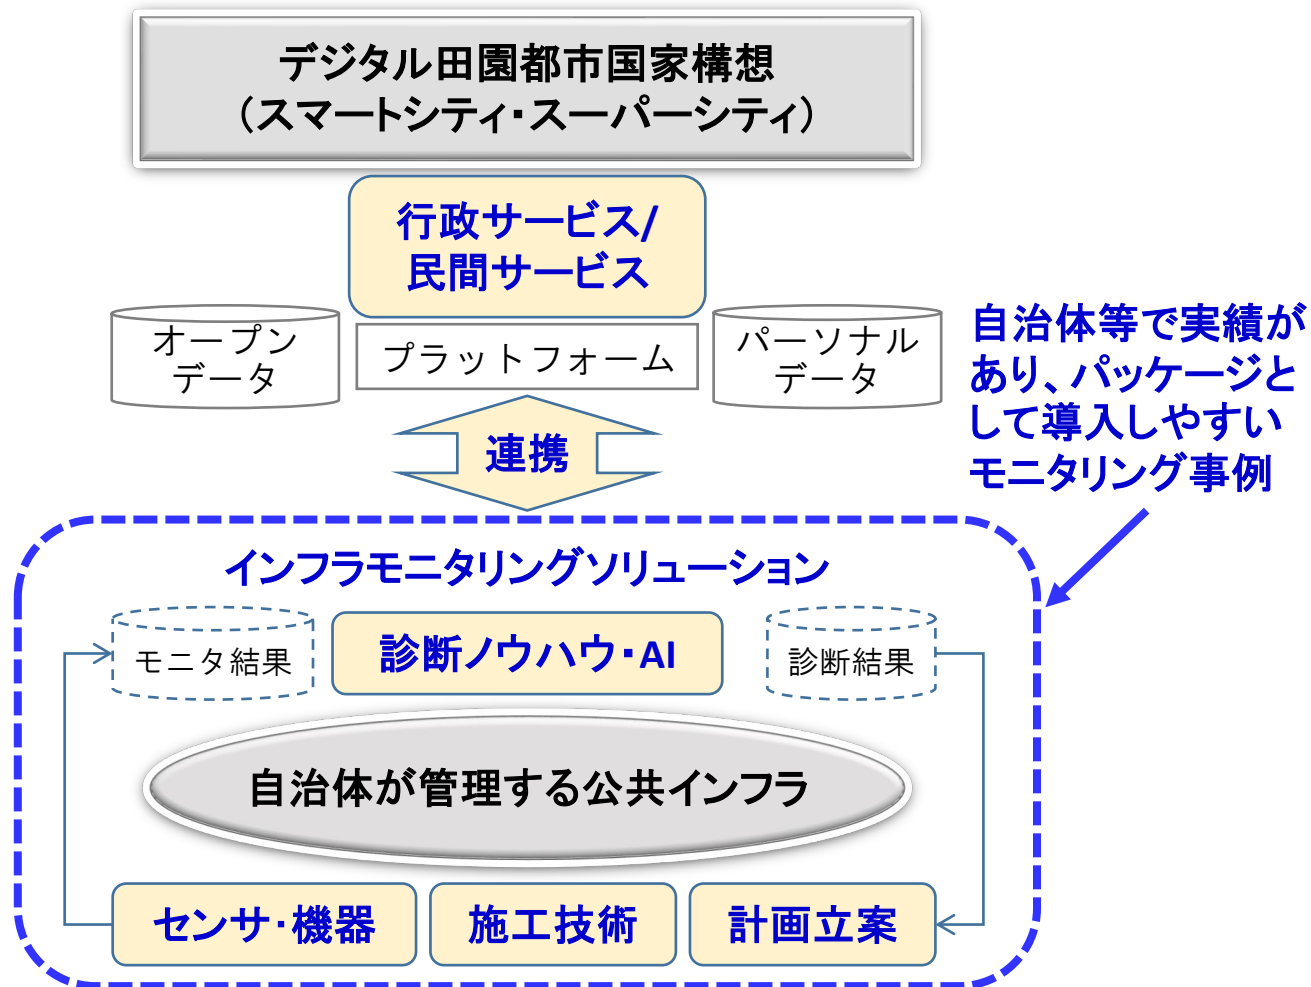 デジタル田園都市国家構想
（スマートシティ・スーパーシティ）
行政サービス/
民間サービス
オープン
データ
プラットフォーム
パーソナル
データ
自治体等で実績が
あり、パッケージと
して導入しやすい
モニタリング事例
連携
インフラモニタリングソリューション
モニタ結果
診断ノウハウ・AI
診断結果
自治体が管理する公共インフラ
センサ・機器
施工技術
計画立案